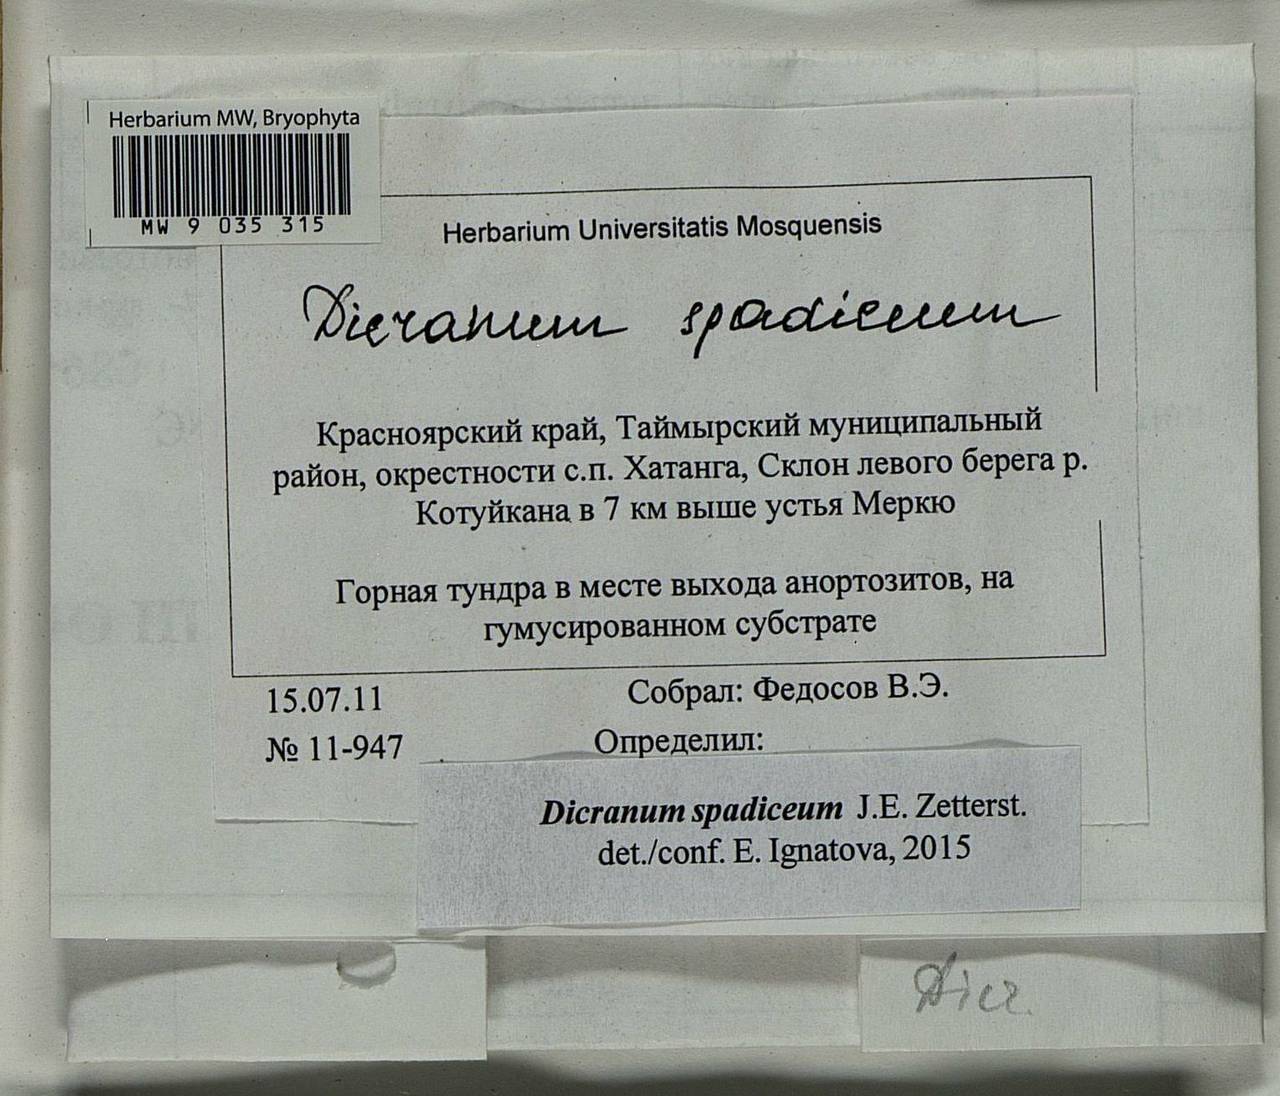 Herbarium MW, Bryophyta
MW 9 035 315
Herbarium Universitatis Mosquensis
Dicranum spadiceum
Красноярский край, Таймырский муниципальный
район, окрестности с.п. Хатанга, Склон левого берега р.
Котуйкана в 7 км выше устья Меркю
Горная тундра в месте выхода анортозитов, на
гумусированном субстрате
15.07.11
Собрал: Федосов В.Э.
№ 11-947
Определил:
Dicranum spadiceum J.E. Zetterst.
det./conf. E. Ignatova, 2015
Dicr.